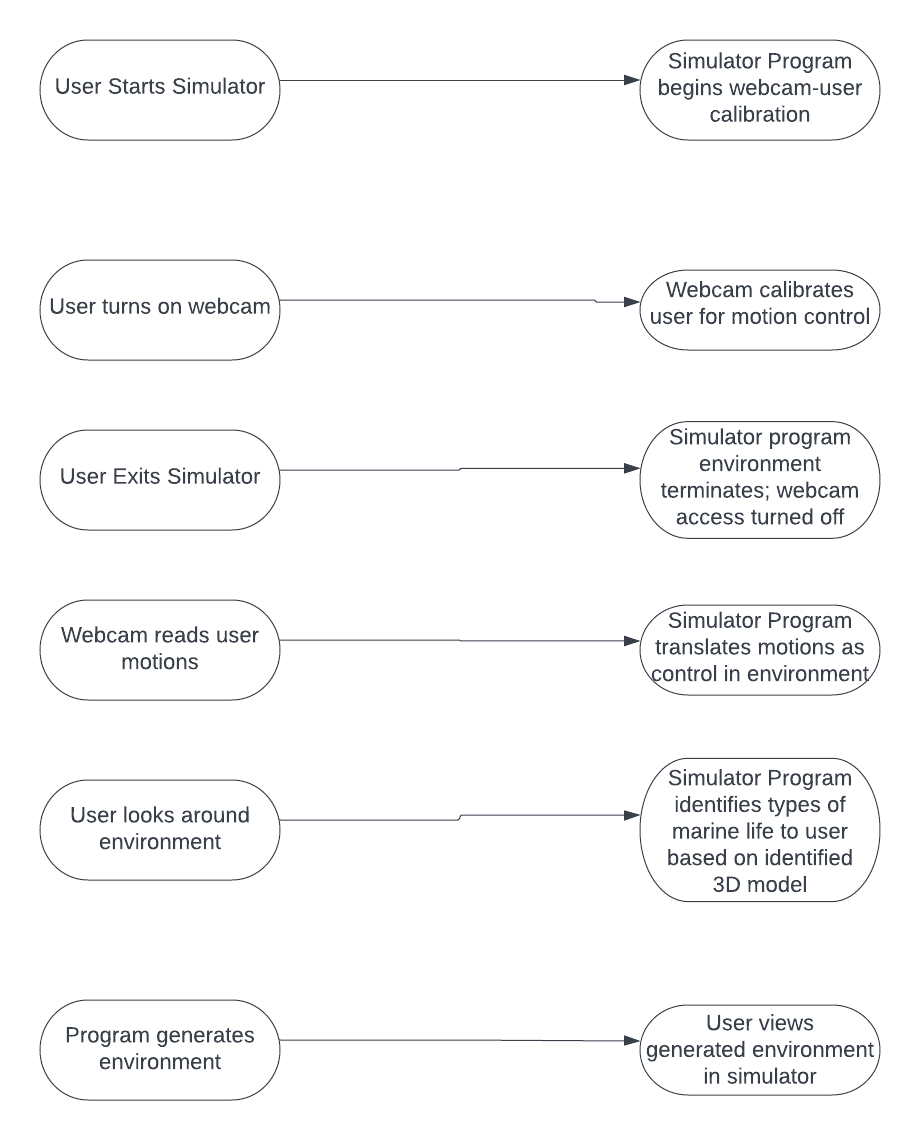 User Starts Simulator
Simulator Program
begins webcam-user
calibration
User turns on webcam
Webcam calibrates
user for motion control
User Exits Simulator
Simulator program
environment
terminates; webcam
access turned off
Webcam reads user
motions
Simulator Program
translates motions as
control in environment
User looks around
environment
Simulator Program
identifies types of
marine life to user
based on identified
3D model
Program generates
environment
User views
generated environment
in simulator